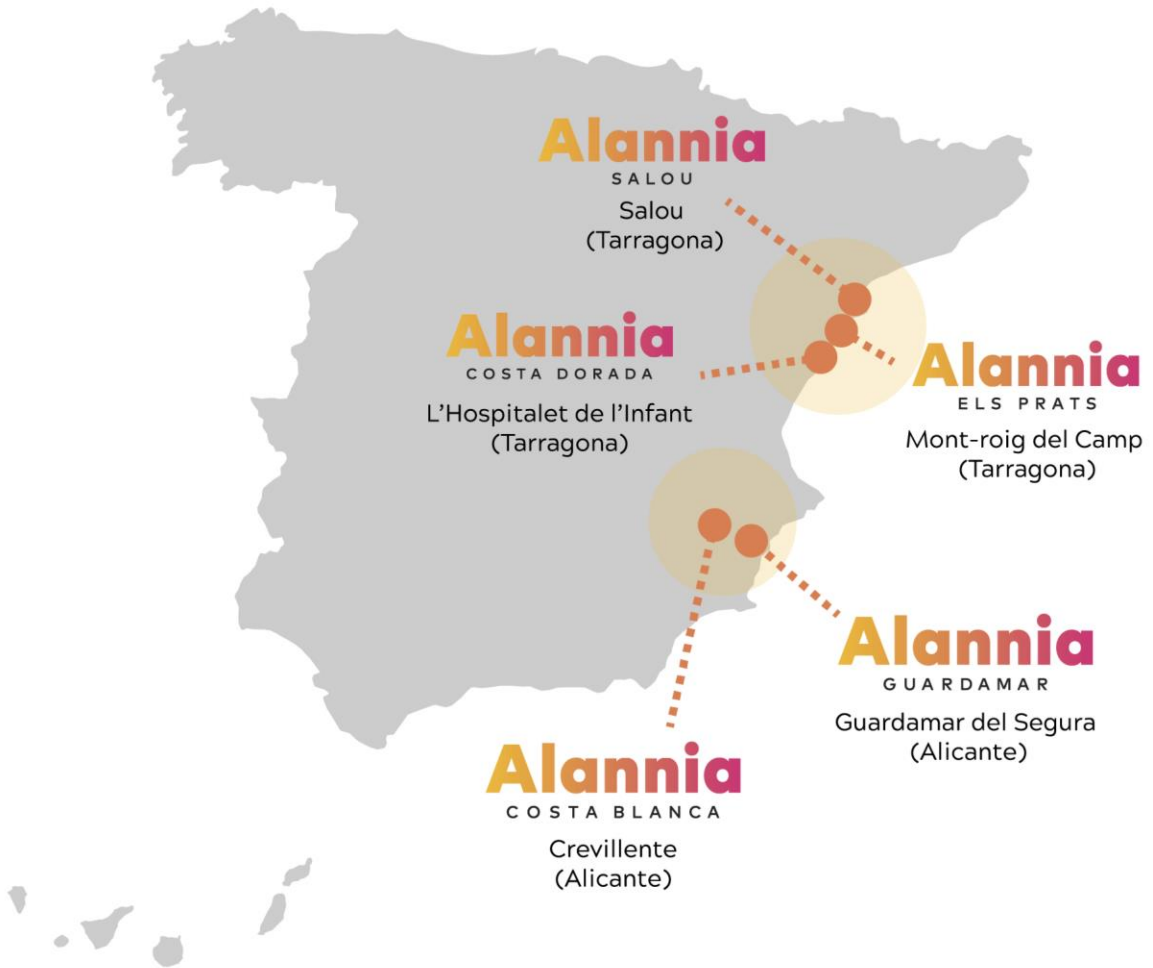 Alannia
SALOU
Salou
(Tarragona)
Alannia
COSTA DORADA
L’Hospitalet de l’Infant
(Tarragona)
Alannia
ELS PRATS
Mont-roig del Camp
(Tarragona)
Alannia
GUARDAMAR
Guardamar del Segura
(Alicante)
Alannia
COSTA BLANCA
Crevillente
(Alicante)